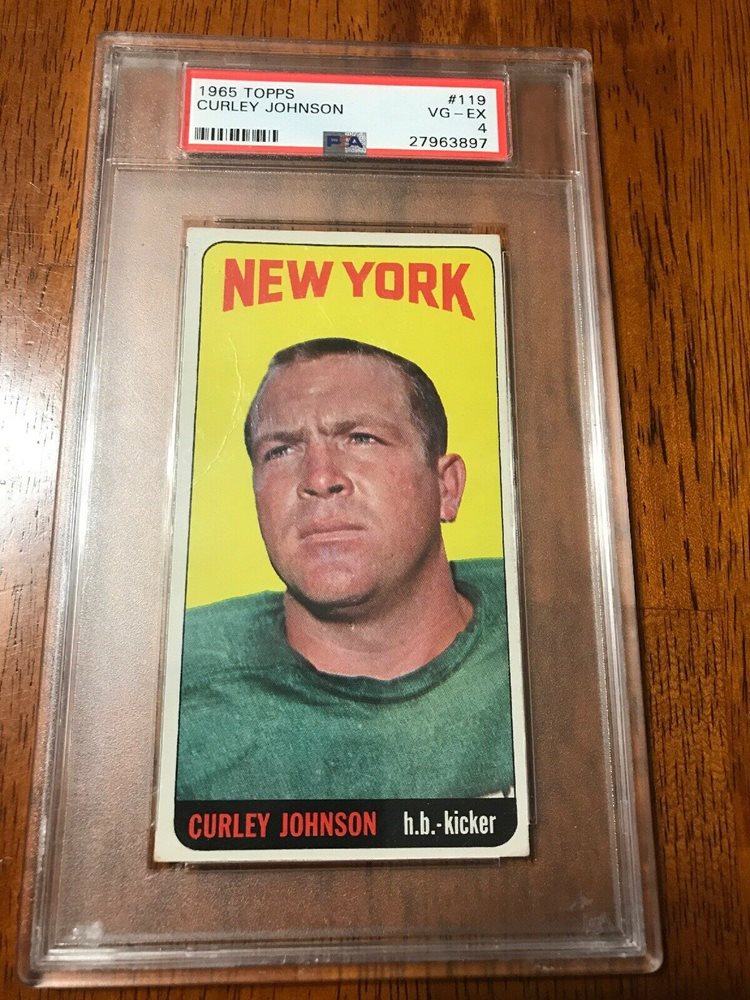 1965 TOPPS #119
CURLEY JOHNSON VG-EX
4
PSA 27963897
NEW YORK
CURLEY JOHNSON h.b.-kicker